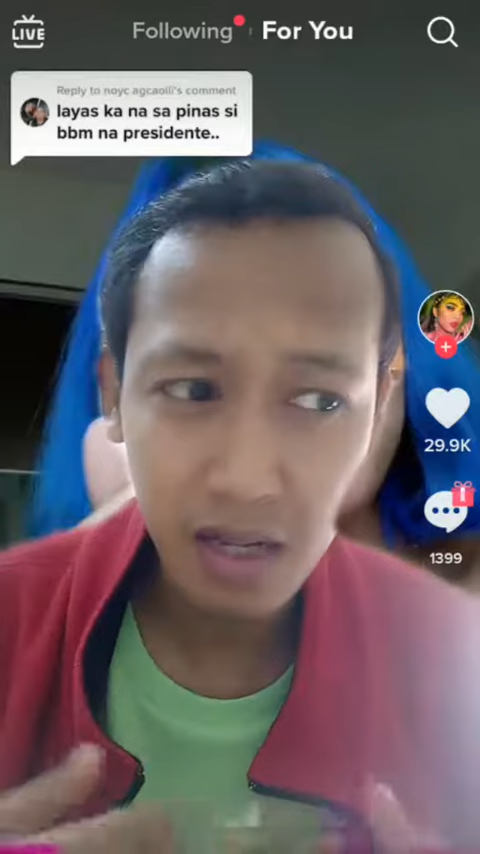 LIVE
Following
For You
Reply to noyc agcaoili's comment
layas ka na sa pinas si
bbm na presidente..
29.9K
1399